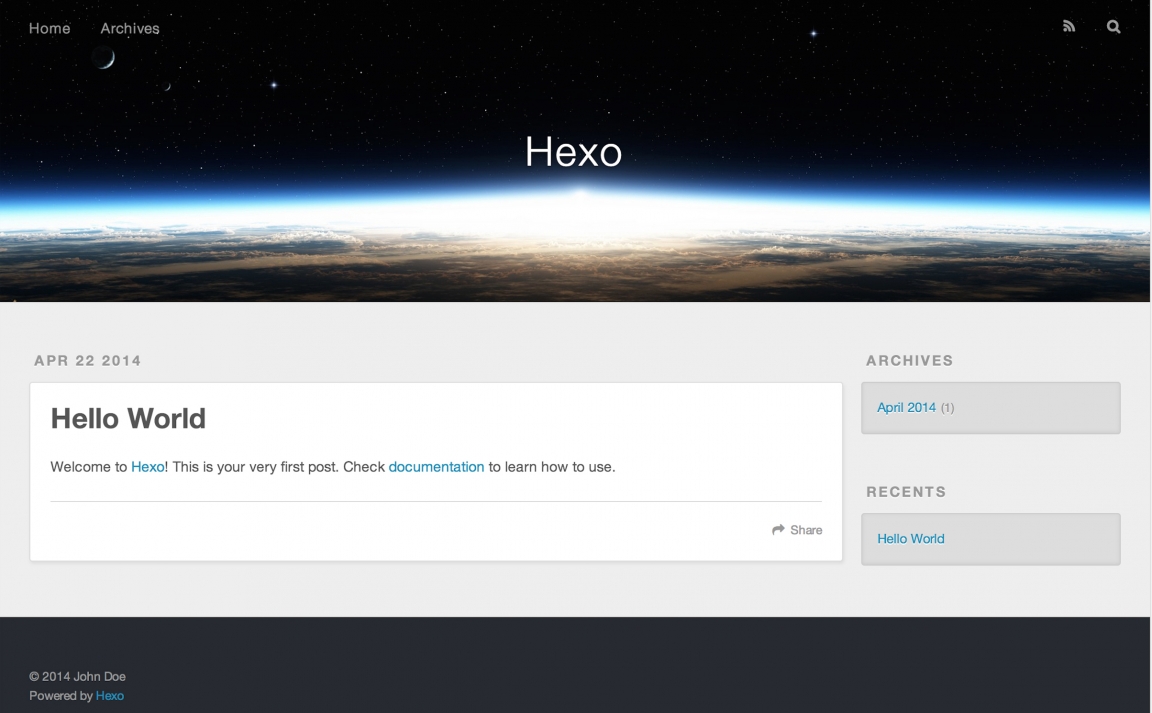 Home Archives
Hexo
APR 22 2014
Hello World
Welcome to Hexo! This is your very first post. Check documentation to learn how to use.
Share
ARCHIVES
April 2014 (1)
RECENTS
Hello World
© 2014 John Doe
Powered by Hexo